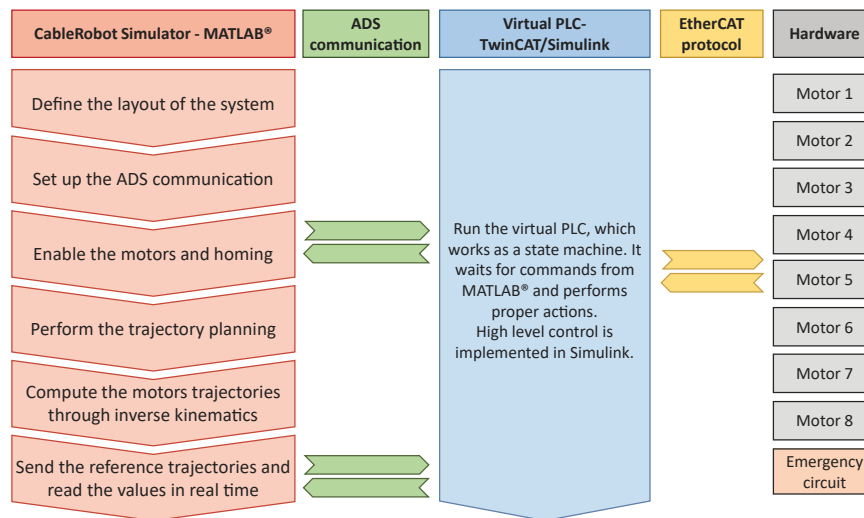 CableRobot Simulator - MATLAB®
ADS
communication
Virtual PLC-
TwinCAT/Simulink
EtherCAT
protocol
Hardware
Define the layout of the system
Set up the ADS communication
Enable the motors and homing
Perform the trajectory planning
Compute the motors trajectories
through inverse kinematics
Send the reference trajectories and
read the values in real time
Run the virtual PLC, which
works as a state machine. It
waits for commands from
MATLAB® and performs
proper actions.
High level control is
implemented in Simulink.
Motor 1
Motor 2
Motor 3
Motor 4
Motor 5
Motor 6
Motor 7
Motor 8
Emergency
circuit